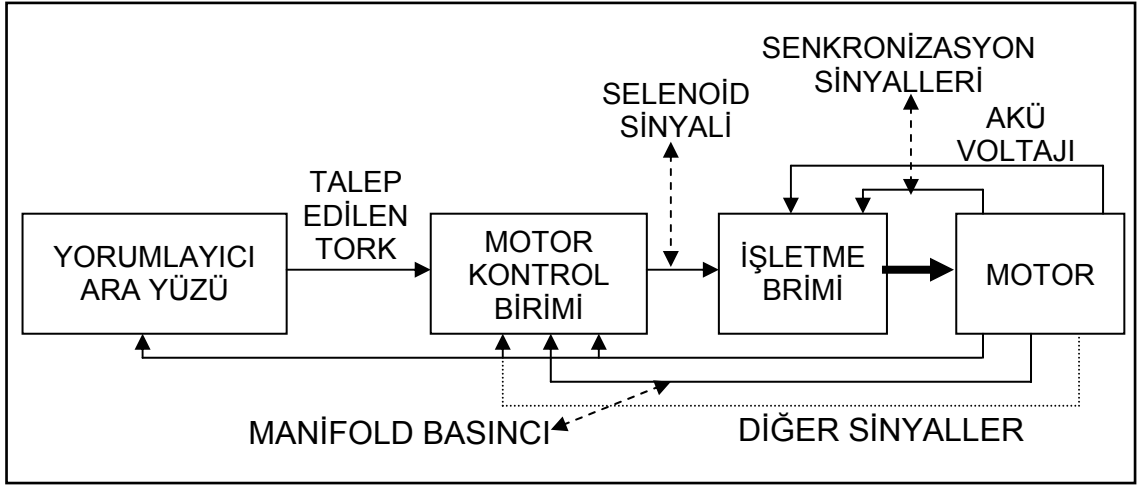 SENKRONİZASYON
SİNYALLERİ
SELENOİD
SİNYALİ
AKÜ
VOLTAJI
TALEP
EDİLEN
TORK
YORUMLAYICI
ARA YÜZÜ
MOTOR
KONTROL
BİRİMİ
İŞLETME
BRİMİ
MOTOR
MANİFOLD BASINCI
DİĞER SİNYALLER